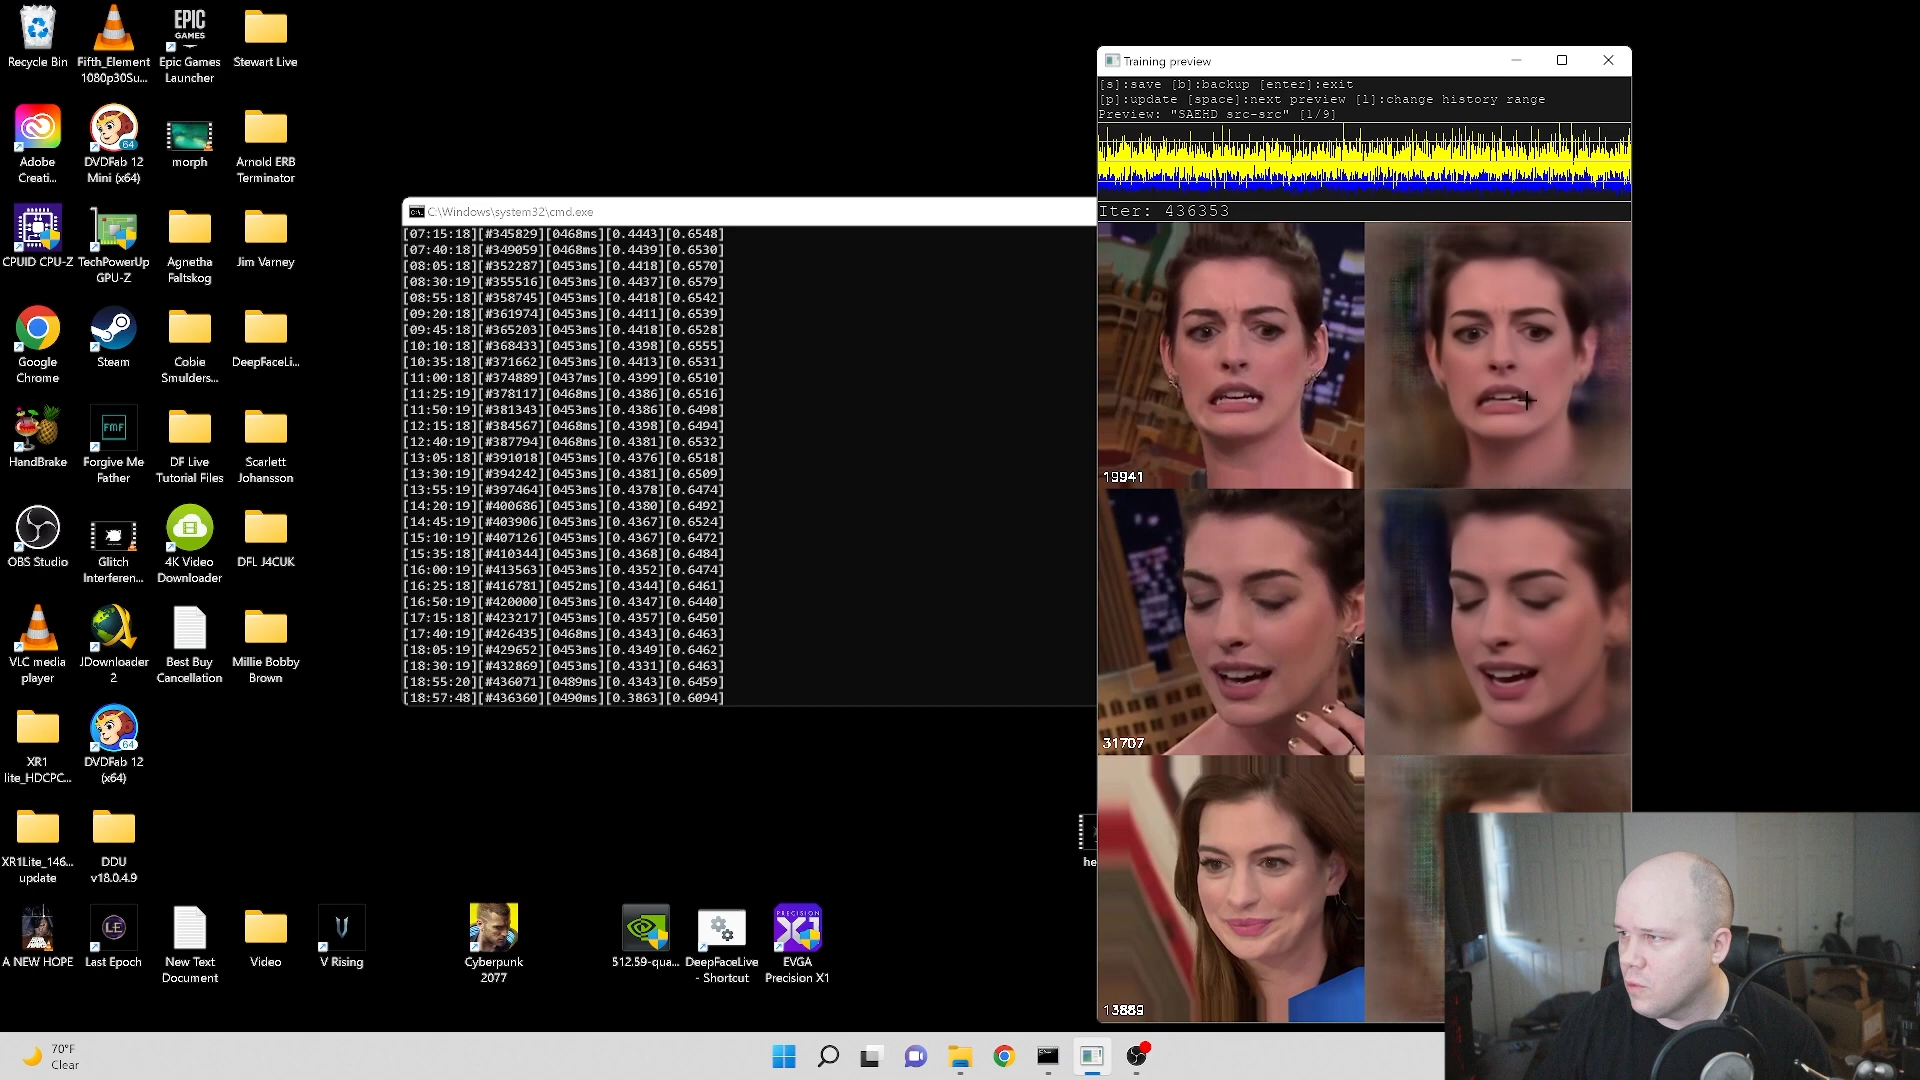 Recycle Bin
Fifth_Element
1080p30Su...
Epic Games
Launcher
Stewart Live
EPIC
GAMES
Adobe
Creati...
DVDFab 12
Mini (x64)
morph
Arnold ERB
Terminator
CPUID CPU-Z
TechPowerUp
GPU-Z
Agnetha
Faltskog
Jim Varney
Google
Chrome
Steam
Cobie
Smulders...
DeepFaceLi...
HandBrake
FMF
Forgive Me
Father
DF Live
Tutorial Files
Scarlett
Johansson
OBS Studio
Glitch
Interferen...
4K Video
Downloader
DFL J4CUK
VLC media
player
JDownloader
2
Best Buy
Cancellation
Millie Bobby
Brown
XR1
lite_HDCPC...
DVDFab 12
(x64)
XR1Lite_146...
update
DDU
v18.0.4.9
A NEW HOPE
LE
Last Epoch
New Text
Document
Video
V Rising
Cyberpunk
2077
512.59-qua...
DeepFaceLive
- Shortcut
PRECISION
X1
EVGA
Precision X1
he
C:\Windows\system32\cmd.exe
[07:15:18][#345829][0468ms][0.4443][0.6548]
[07:40:18][#349059][0468ms][0.4439][0.6530]
[08:05:18][#352287][0453ms][0.4418][0.6570]
[08:30:19][#355516][0453ms][0.4437][0.6579]
[08:55:18][#358745][0453ms][0.4418][0.6542]
[09:20:18][#361974][0453ms][0.4411][0.6539]
[09:45:18][#365203][0453ms][0.4418][0.6528]
[10:10:18][#368433][0453ms][0.4398][0.6555]
[10:35:18][#371662][0453ms][0.4413][0.6531]
[11:00:18][#374889][0437ms][0.4399][0.6510]
[11:25:19][#378117][0468ms][0.4386][0.6516]
[11:50:19][#381343][0453ms][0.4386][0.6498]
[12:15:18][#384567][0468ms][0.4398][0.6494]
[12:40:19][#387794][0468ms][0.4381][0.6532]
[13:05:18][#391018][0453ms][0.4376][0.6518]
[13:30:19][#394242][0453ms][0.4381][0.6509]
[13:55:19][#397464][0453ms][0.4378][0.6474]
[14:20:19][#400686][0453ms][0.4380][0.6492]
[14:45:19][#403906][0453ms][0.4367][0.6524]
[15:10:19][#407126][0453ms][0.4367][0.6472]
[15:35:18][#410344][0453ms][0.4368][0.6484]
[16:00:19][#413563][0453ms][0.4352][0.6474]
[16:25:18][#416781][0452ms][0.4344][0.6461]
[16:50:19][#420000][0453ms][0.4347][0.6440]
[17:15:18][#423217][0453ms][0.4357][0.6450]
[17:40:19][#426435][0468ms][0.4343][0.6463]
[18:05:19][#429652][0453ms][0.4349][0.6462]
[18:30:19][#432869][0453ms][0.4331][0.6463]
[18:55:20][#436071][0489ms][0.4343][0.6459]
[18:57:48][#436360][0490ms][0.3863][0.6094]
Training preview
[s]:save [b]:backup [enter]:exit
[p]:update [space]:next preview [l]:change history range
Preview: "SAEHD src-src" [1/9]
Iter: 436353
19941
31707
13889
70°F
Clear